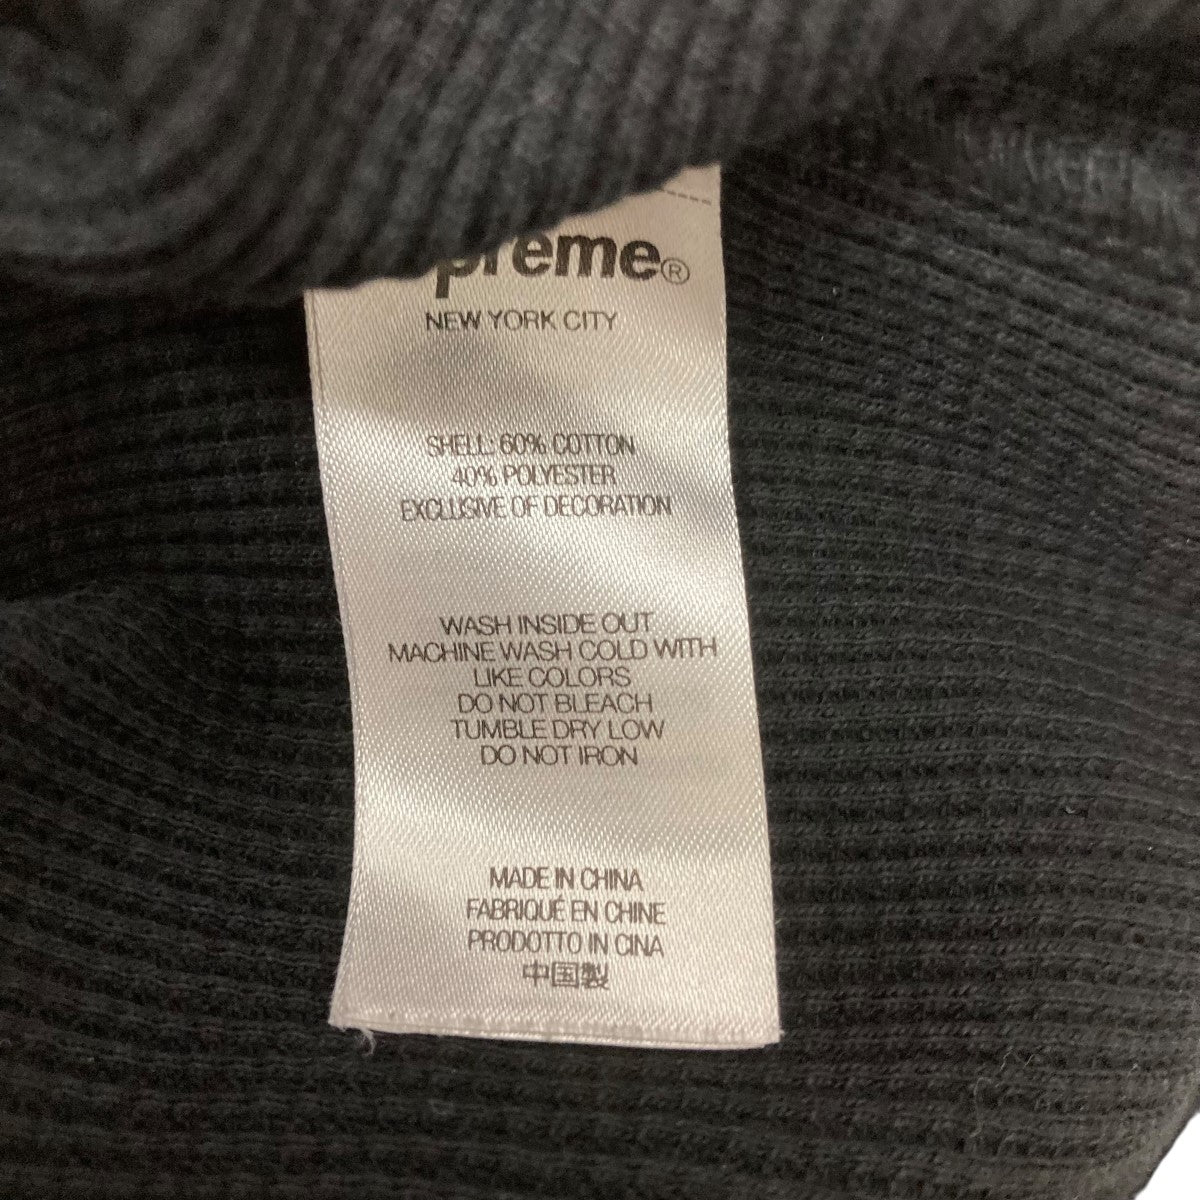 preme®
NEW YORK CITY
SHELL: 60% COTTON
40% POLYESTER
EXCLUSIVE OF DECORATION
WASH INSIDE OUT
MACHINE WASH COLD WITH
LIKE COLORS
DO NOT BLEACH
TUMBLE DRY LOW
DO NOT IRON
MADE IN CHINA
FABRIQUÉ EN CHINE
PRODOTTO IN CINA
中国製